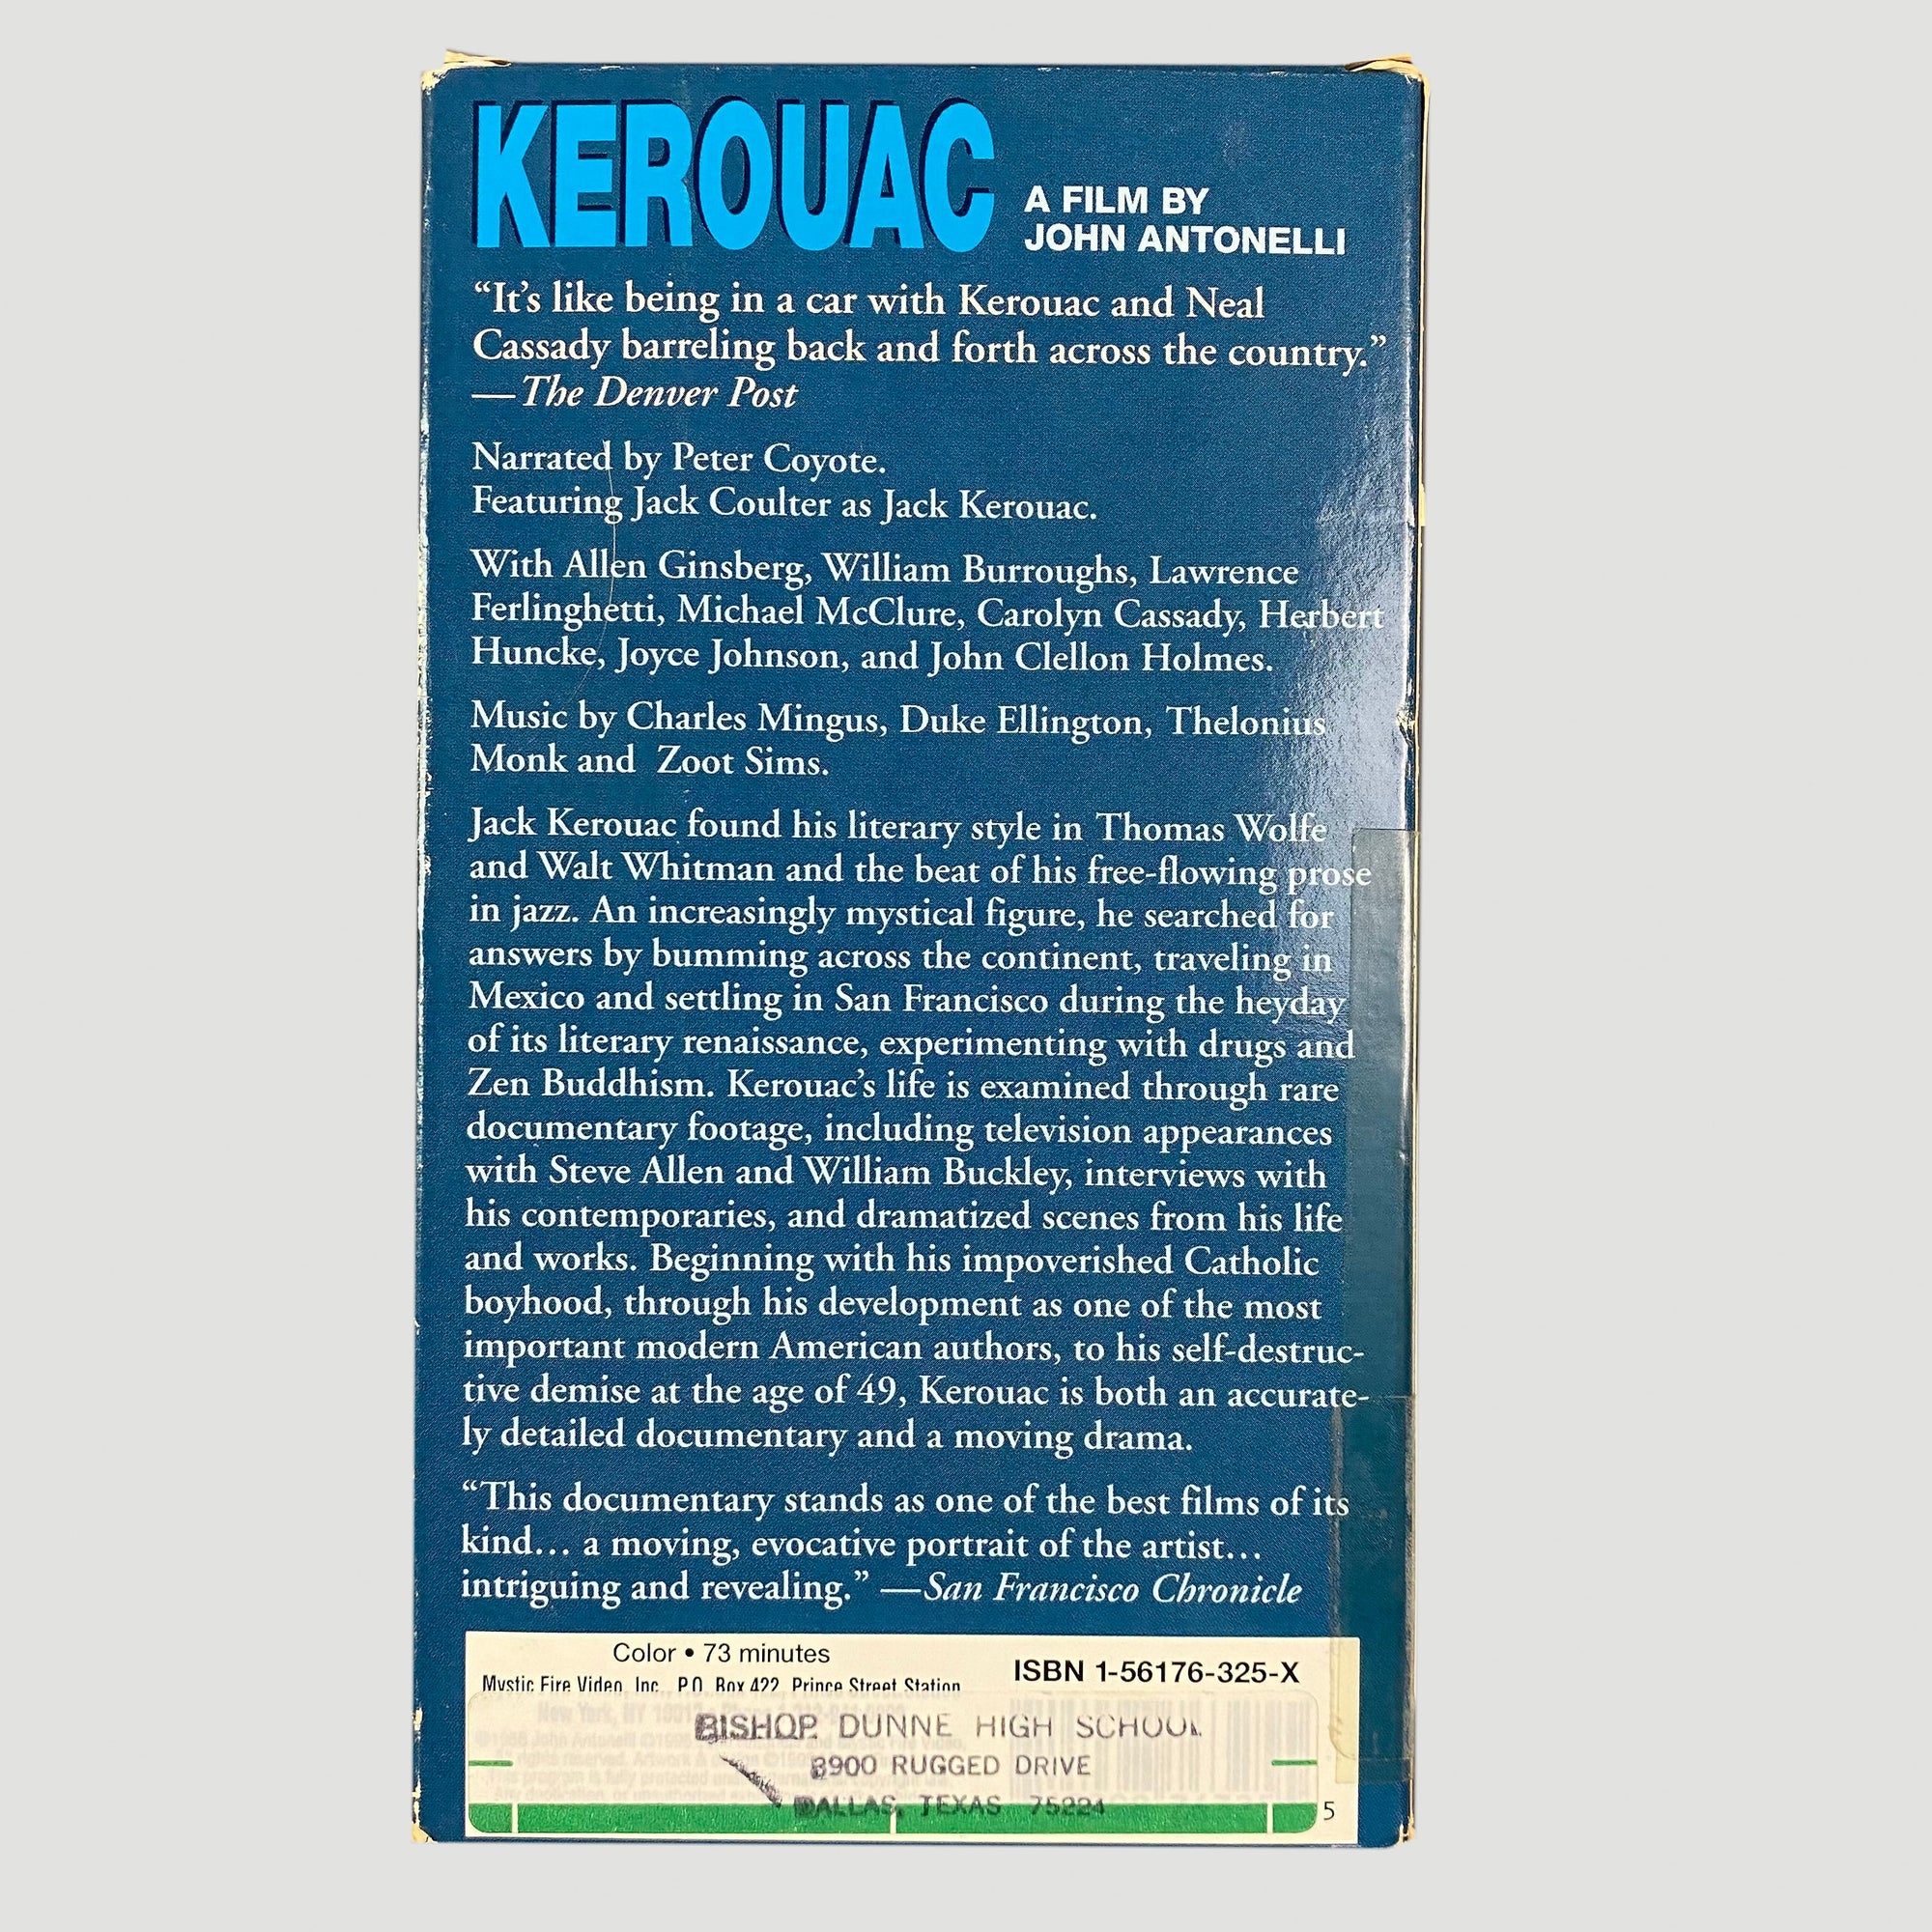 KEROUAC
A FILM BY
JOHN ANTONELLI
“It’s like being in a car with Kerouac and Neal
Cassady barreling back and forth across the country.”
—The Denver Post
Narrated by Peter Coyote.
Featuring Jack Coulter as Jack Kerouac.
With Allen Ginsberg, William Burroughs, Lawrence
Ferlinghetti, Michael McClure, Carolyn Cassady, Herbert
Huncke, Joyce Johnson, and John Clellon Holmes.
Music by Charles Mingus, Duke Ellington, Thelonius
Monk and Zoot Sims.
Jack Kerouac found his literary style in Thomas Wolfe
and Walt Whitman and the beat of his free-flowing prose
in jazz. An increasingly mystical figure, he searched for
answers by bumming across the continent, traveling in
Mexico and settling in San Francisco during the heyday
of its literary renaissance, experimenting with drugs and
Zen Buddhism. Kerouac’s life is examined through rare
documentary footage, including television appearances
with Steve Allen and William Buckley, interviews with
his contemporaries, and dramatized scenes from his life
and works. Beginning with his impoverished Catholic
boyhood, through his development as one of the most
important modern American authors, to his self-destruc-
tive demise at the age of 49, Kerouac is both an accurate-
ly detailed documentary and a moving drama.
“This documentary stands as one of the best films of its
kind… a moving, evocative portrait of the artist…
intriguing and revealing.” —San Francisco Chronicle
Color • 73 minutes
Mystic Fire Video, Inc., P.O. Box 422, Prince Street Station
ISBN 1-56176-325-X
BISHOP DUNNE HIGH SCHOOL
3900 RUGGED DRIVE
DALLAS, TEXAS 75224
5